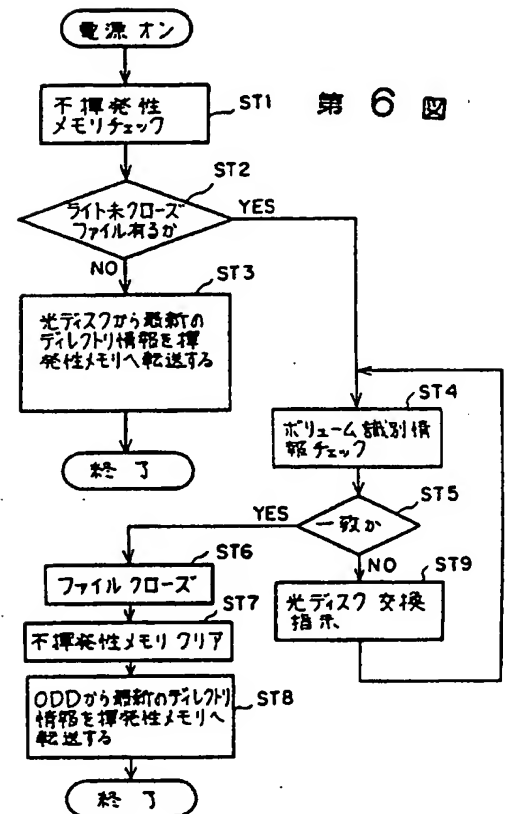 電源オン
不揮発性
メモリチェック
ST1
第6図
ST2
ライト未クローズ
ファイル有るか
YES
NO
ST3
光ディスクから最新の
ディレクトリ情報を揮
発性メモリへ転送する
終了
ST4
ボリューム識別情
報チェック
ST5
一致か
YES
NO
ST6
ファイルクローズ
ST7
不揮発性メモリクリア
ST8
ODDから最新のディレクトリ
情報を揮発性メモリへ
転送する
終了
ST9
光ディスク交換
指示